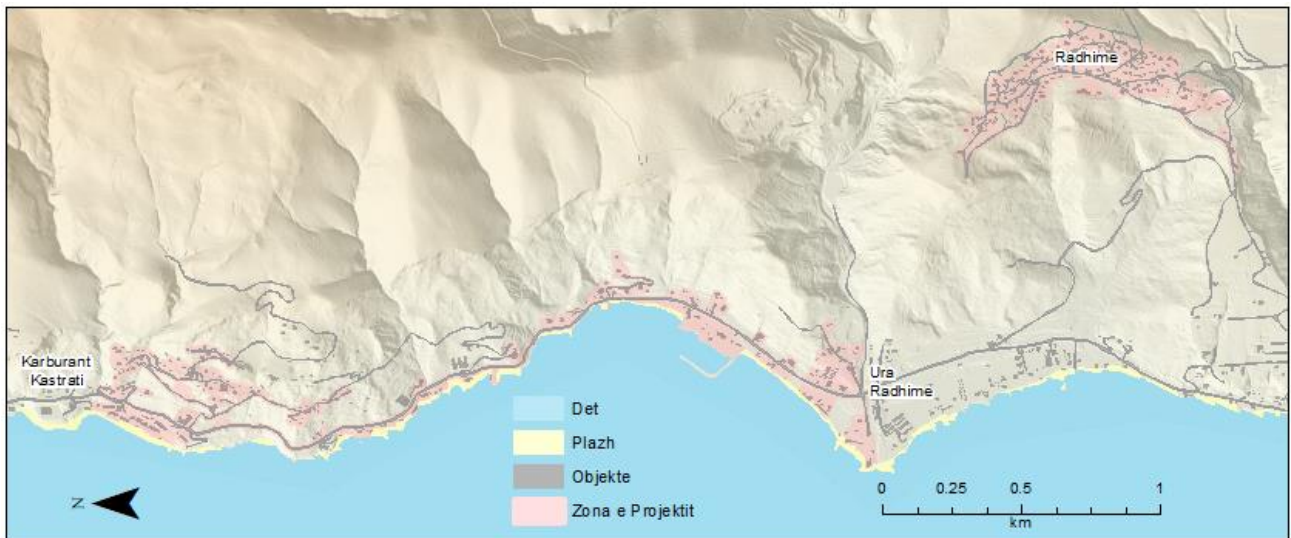 Radhime
Karburant
Kastrati
Ura
Radhime
Det
Plazh
Objekte
Zona e Projektit
0 0.25 0.5 1
km
N